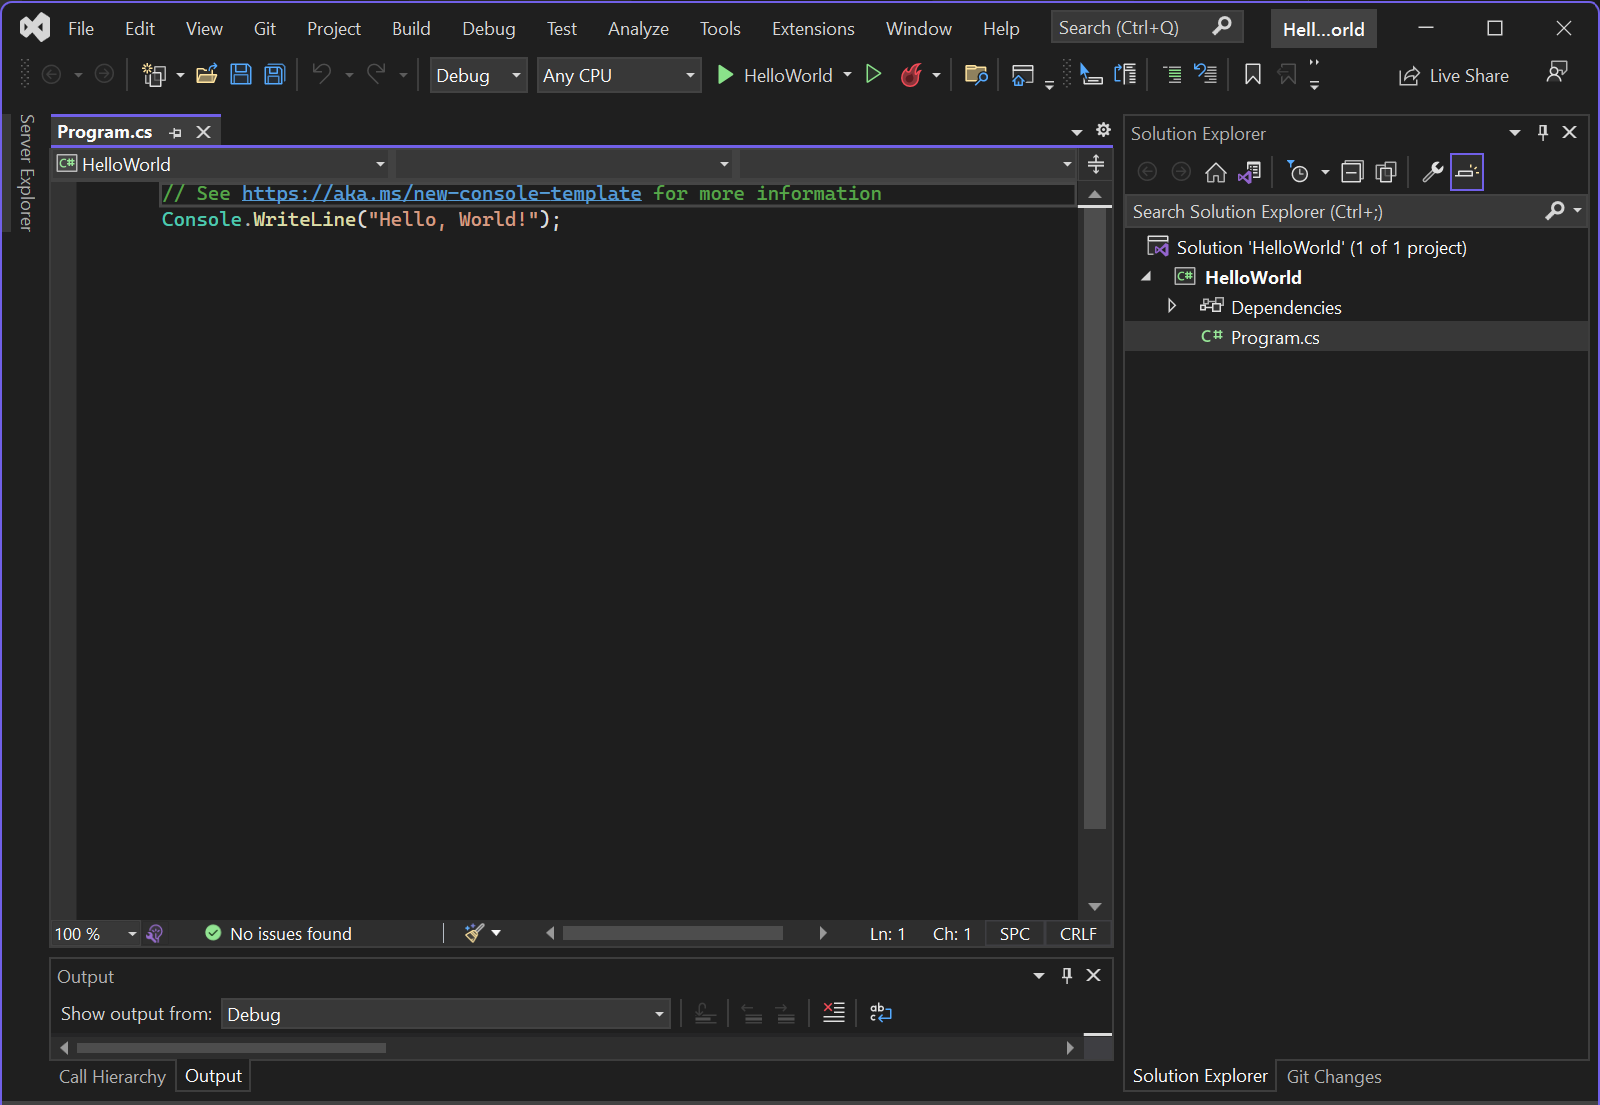 File Edit View Git Project Build Debug Test Analyze Tools Extensions Window Help Search (Ctrl+Q) Hell...orld
Debug Any CPU HelloWorld Live Share
Server Explorer
Program.cs
C# HelloWorld
// See https://aka.ms/new-console-template for more information
Console.WriteLine("Hello, World!");
100 % No issues found Ln: 1 Ch: 1 SPC CRLF
Output
Show output from: Debug
Call Hierarchy Output
Solution Explorer
Search Solution Explorer (Ctrl+;)
Solution 'HelloWorld' (1 of 1 project)
C# HelloWorld
Dependencies
C# Program.cs
Solution Explorer Git Changes